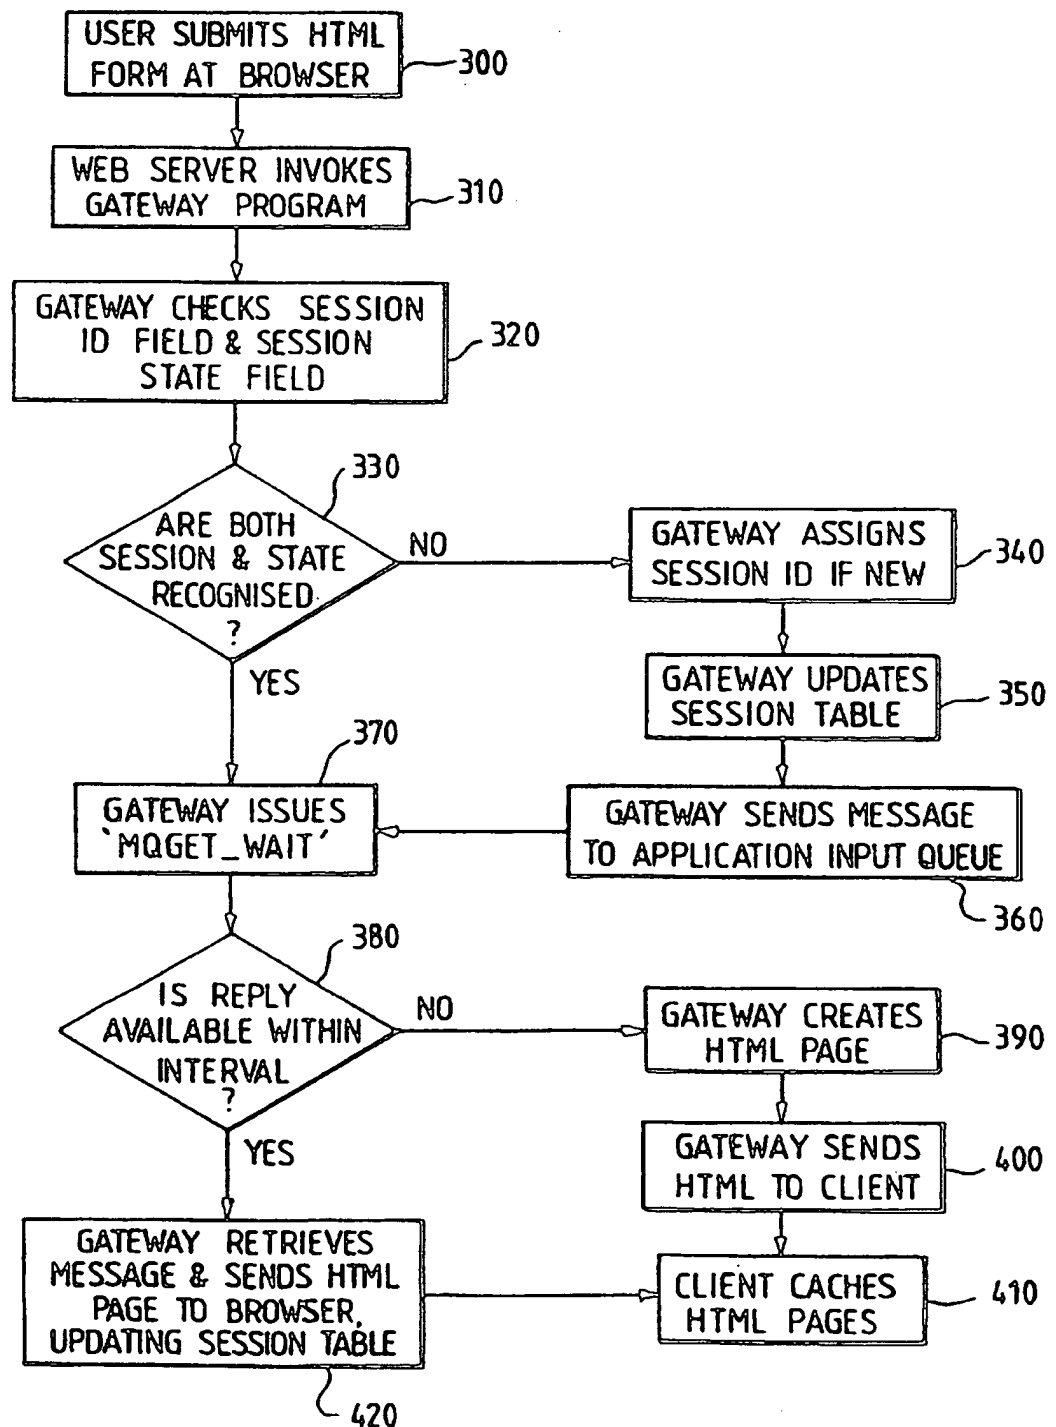 USER SUBMITS HTML
FORM AT BROWSER
300
WEB SERVER INVOKES
GATEWAY PROGRAM
310
GATEWAY CHECKS SESSION
ID FIELD & SESSION
STATE FIELD
320
330
ARE BOTH
SESSION & STATE
RECOGNISED
?
NO
YES
GATEWAY ASSIGNS
SESSION ID IF NEW
340
GATEWAY UPDATES
SESSION TABLE
350
GATEWAY SENDS MESSAGE
TO APPLICATION INPUT QUEUE
360
370
GATEWAY ISSUES
'MQGET_WAIT'
380
IS REPLY
AVAILABLE WITHIN
INTERVAL
?
NO
YES
GATEWAY CREATES
HTML PAGE
390
GATEWAY SENDS
HTML TO CLIENT
400
GATEWAY RETRIEVES
MESSAGE & SENDS HTML
PAGE TO BROWSER,
UPDATING SESSION TABLE
420
CLIENT CACHES
HTML PAGES
410